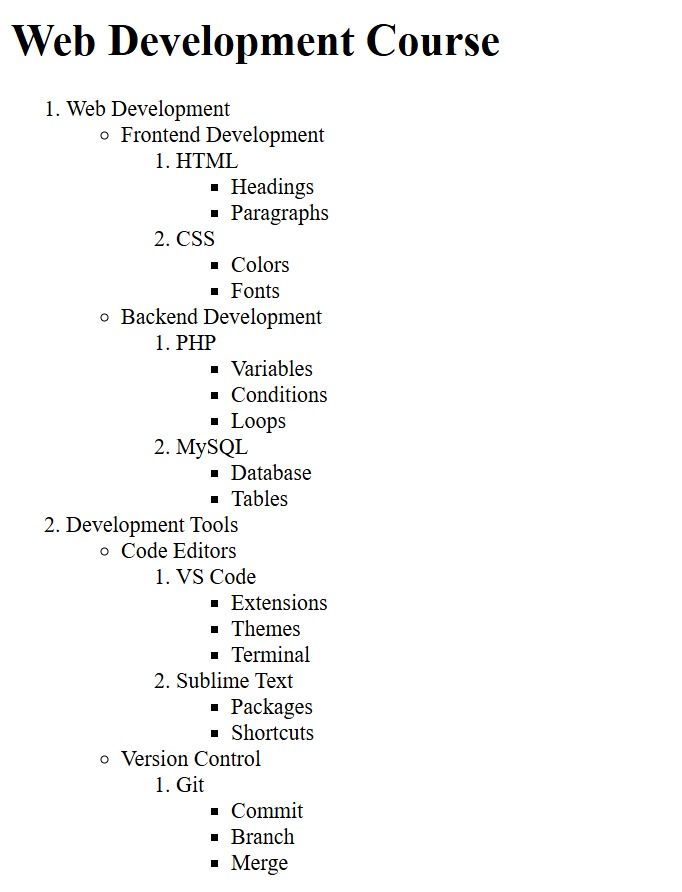 Web Development Course
1. Web Development
○ Frontend Development
1. HTML
▪ Headings
▪ Paragraphs
2. CSS
▪ Colors
▪ Fonts
○ Backend Development
1. PHP
▪ Variables
▪ Conditions
▪ Loops
2. MySQL
▪ Database
▪ Tables
2. Development Tools
○ Code Editors
1. VS Code
▪ Extensions
▪ Themes
▪ Terminal
2. Sublime Text
▪ Packages
▪ Shortcuts
○ Version Control
1. Git
▪ Commit
▪ Branch
▪ Merge